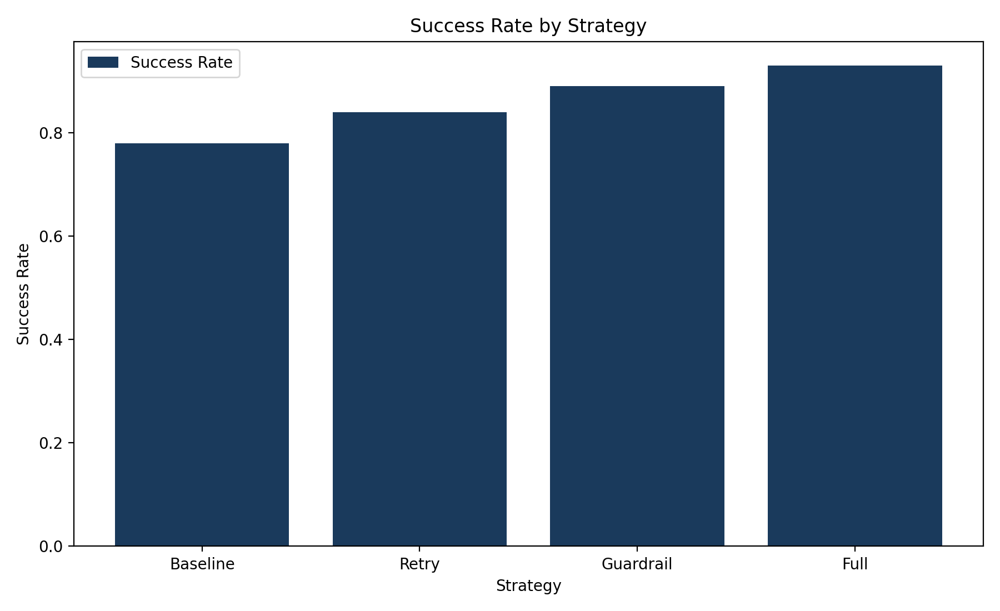 Success Rate by Strategy
Success Rate
Success Rate
0.8
0.6
0.4
0.2
0.0
Baseline Retry Guardrail Full
Strategy